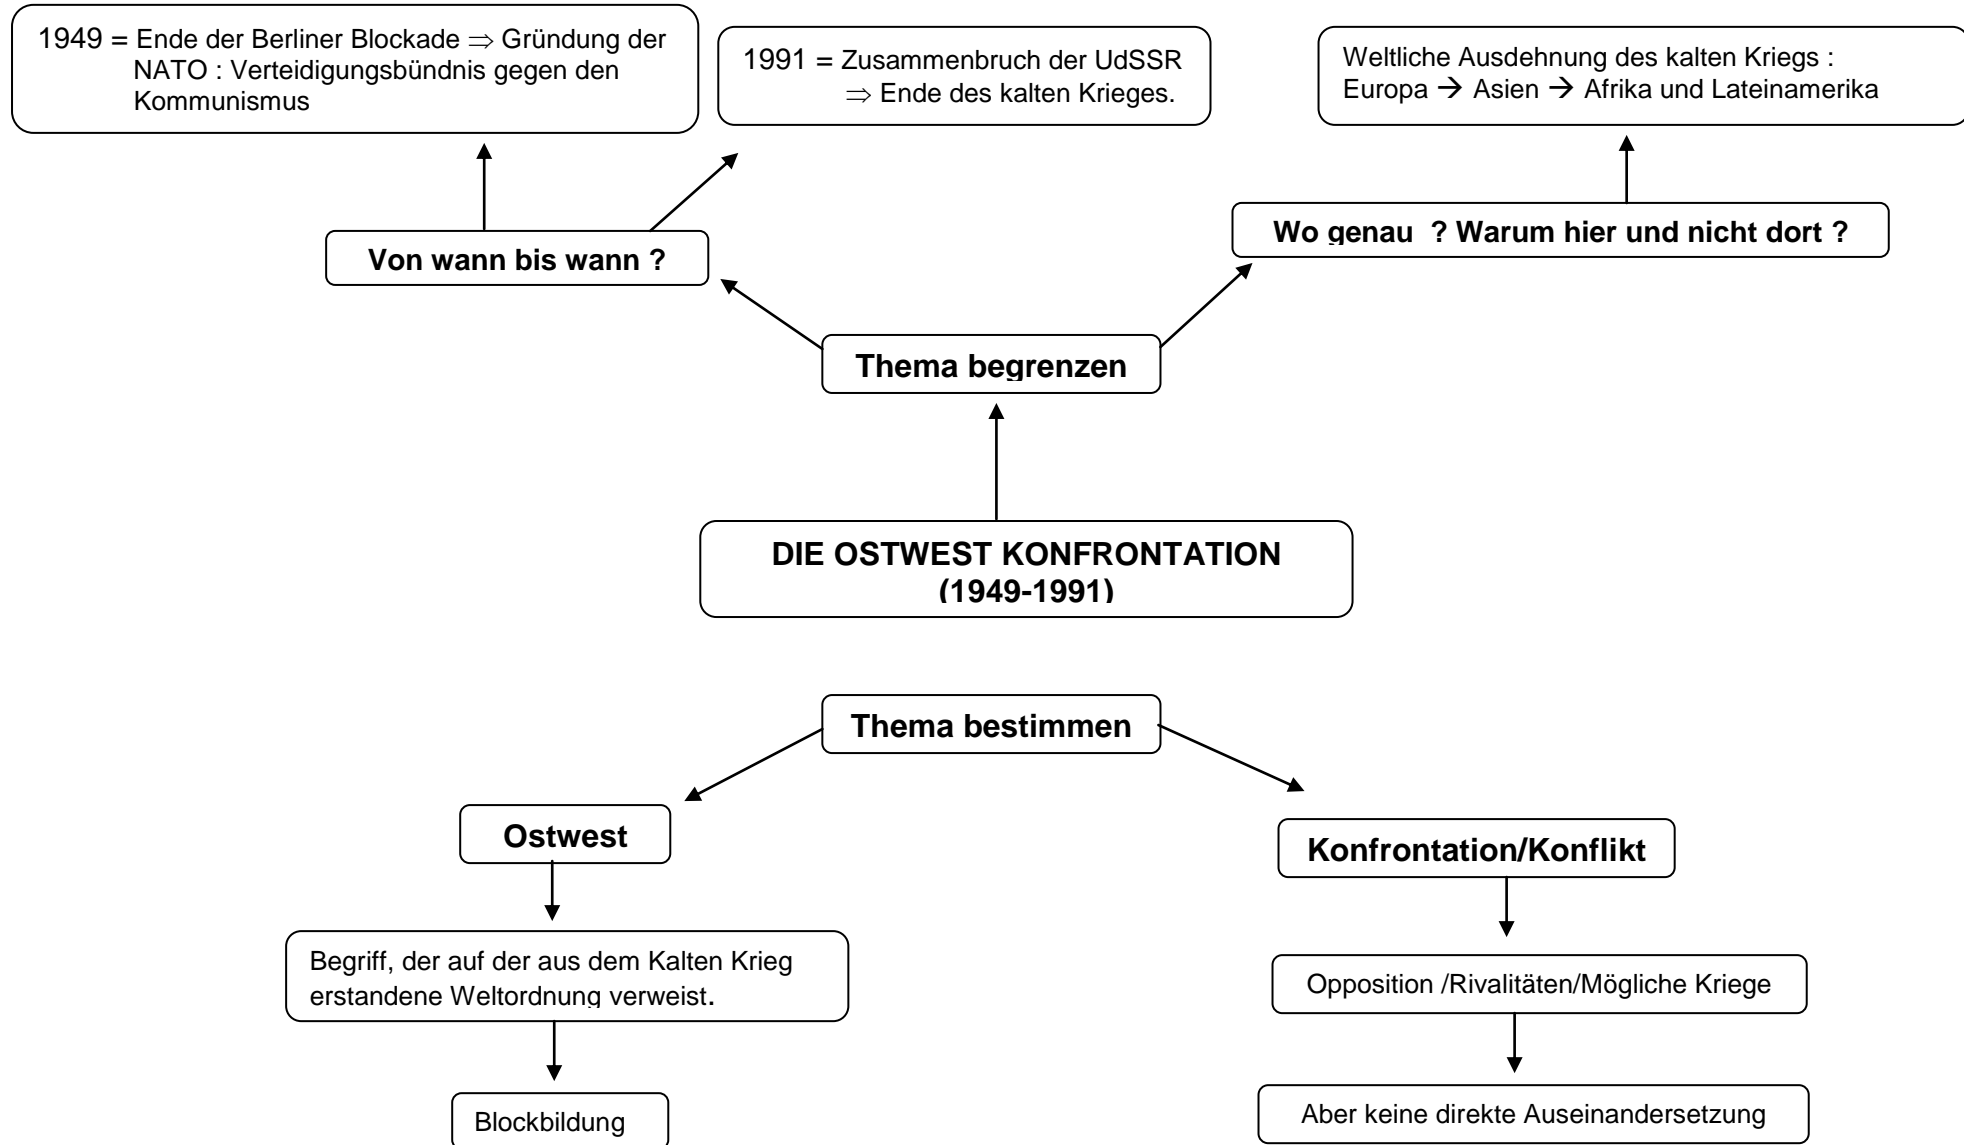 1949 = Ende der Berliner Blockade ⇒ Gründung der
NATO : Verteidigungsbündnis gegen den
Kommunismus
1991 = Zusammenbruch der UdSSR
⇒ Ende des kalten Krieges.
Weltliche Ausdehnung des kalten Kriegs :
Europa → Asien → Afrika und Lateinamerika
Von wann bis wann ?
Wo genau ? Warum hier und nicht dort ?
Thema begrenzen
DIE OSTWEST KONFRONTATION
(1949-1991)
Thema bestimmen
Ostwest
Konfrontation/Konflikt
Begriff, der auf der aus dem Kalten Krieg
erstandene Weltordnung verweist.
Opposition /Rivalitäten/Mögliche Kriege
Blockbildung
Aber keine direkte Auseinandersetzung